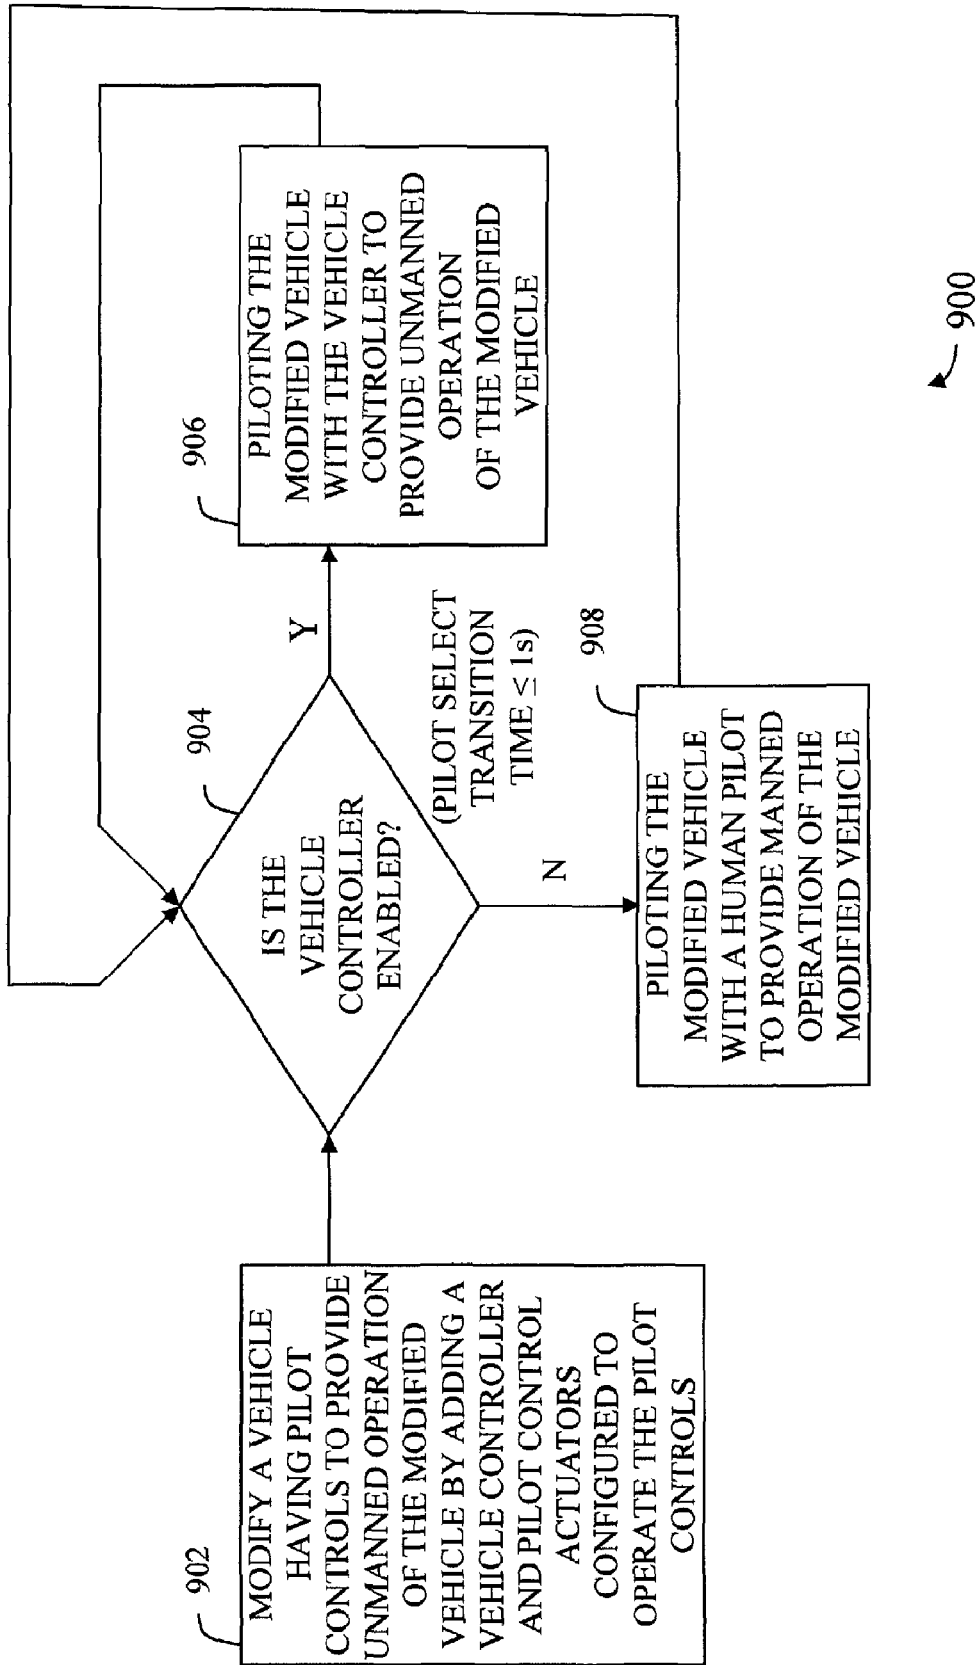 902
MODIFY A VEHICLE
HAVING PILOT
CONTROLS TO PROVIDE
UNMANNED OPERATION
OF THE MODIFIED
VEHICLE BY ADDING A
VEHICLE CONTROLLER
AND PILOT CONTROL
ACTUATORS
CONFIGURED TO
OPERATE THE PILOT
CONTROLS
904
IS THE
VEHICLE
CONTROLLER
ENABLED?
Y
(PILOT SELECT
TRANSITION
TIME ≤ 1s)
N
906
PILOTING THE
MODIFIED VEHICLE
WITH THE VEHICLE
CONTROLLER TO
PROVIDE UNMANNED
OPERATION
OF THE MODIFIED
VEHICLE
908
PILOTING THE
MODIFIED VEHICLE
WITH A HUMAN PILOT
TO PROVIDE MANNED
OPERATION OF THE
MODIFIED VEHICLE
900